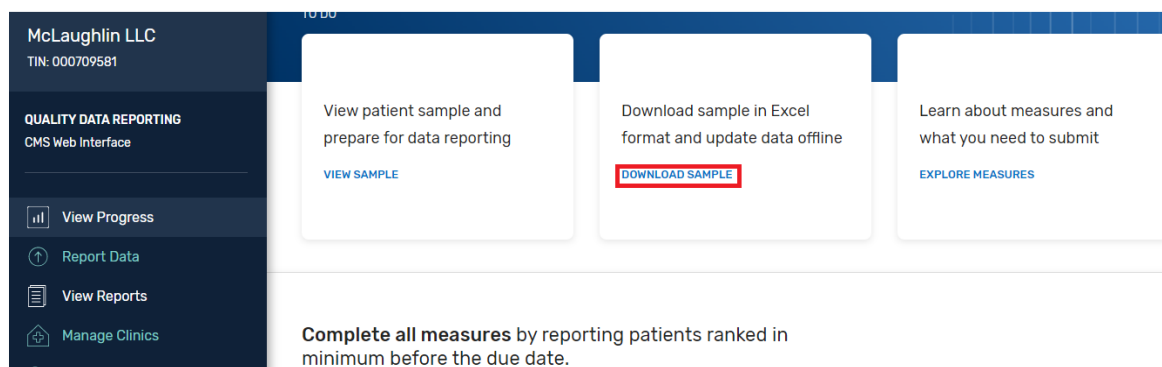 McLaughlin LLC
TIN: 000709581
QUALITY DATA REPORTING
CMS Web Interface
View Progress
Report Data
View Reports
Manage Clinics
TO DO
View patient sample and
prepare for data reporting
VIEW SAMPLE
Download sample in Excel
format and update data offline
DOWNLOAD SAMPLE
Learn about measures and
what you need to submit
EXPLORE MEASURES
Complete all measures by reporting patients ranked in
minimum before the due date.